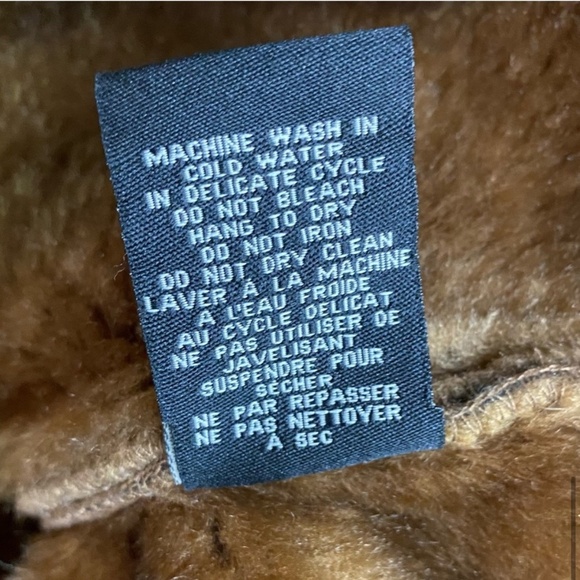 MACHINE WASH IN
COLD WATER
IN DELICATE CYCLE
DO NOT BLEACH
HANG TO DRY
DO NOT IRON
DO NOT DRY CLEAN
LAVER À LA MACHINE
A L'EAU FROIDE
AU CYCLE DELICAT
NE PAS UTILISER DE
JAVELISANT
SUSPENDRE POUR
SECHER
NE PAR REPASSER
NE PAS NETTOYER
À SEC